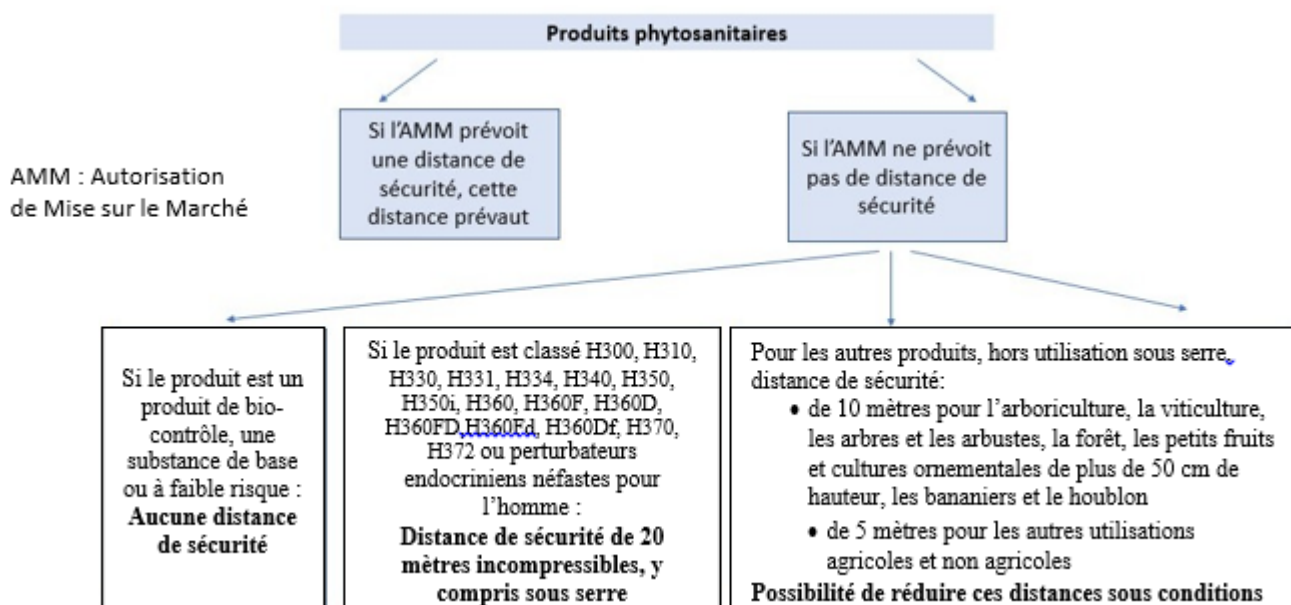 Produits phytosanitaires
Si l'AMM prévoit
une distance de
sécurité, cette
distance prévaut
Si l'AMM ne prévoit
pas de distance de
sécurité
AMM : Autorisation
de Mise sur le Marché
Si le produit est un
produit de bio-
contrôle, une
substance de base
ou à faible risque :
Aucune distance
de sécurité
Si le produit est classé H300, H310,
H330, H331, H334, H340, H350,
H350i, H360, H360F, H360D,
H360FD,H360Fd, H360Df, H370,
H372 ou perturbateurs
endocriniens néfastes pour
l'homme :
Distance de sécurité de 20
mètres incompressibles, y
compris sous serre
Pour les autres produits, hors utilisation sous serre,
distance de sécurité:
• de 10 mètres pour l'arboriculture, la viticulture,
les arbres et les arbustes, la forêt, les petits fruits
et cultures ornementales de plus de 50 cm de
hauteur, les bananiers et le houblon
• de 5 mètres pour les autres utilisations
agricoles et non agricoles
Possibilité de réduire ces distances sous conditions